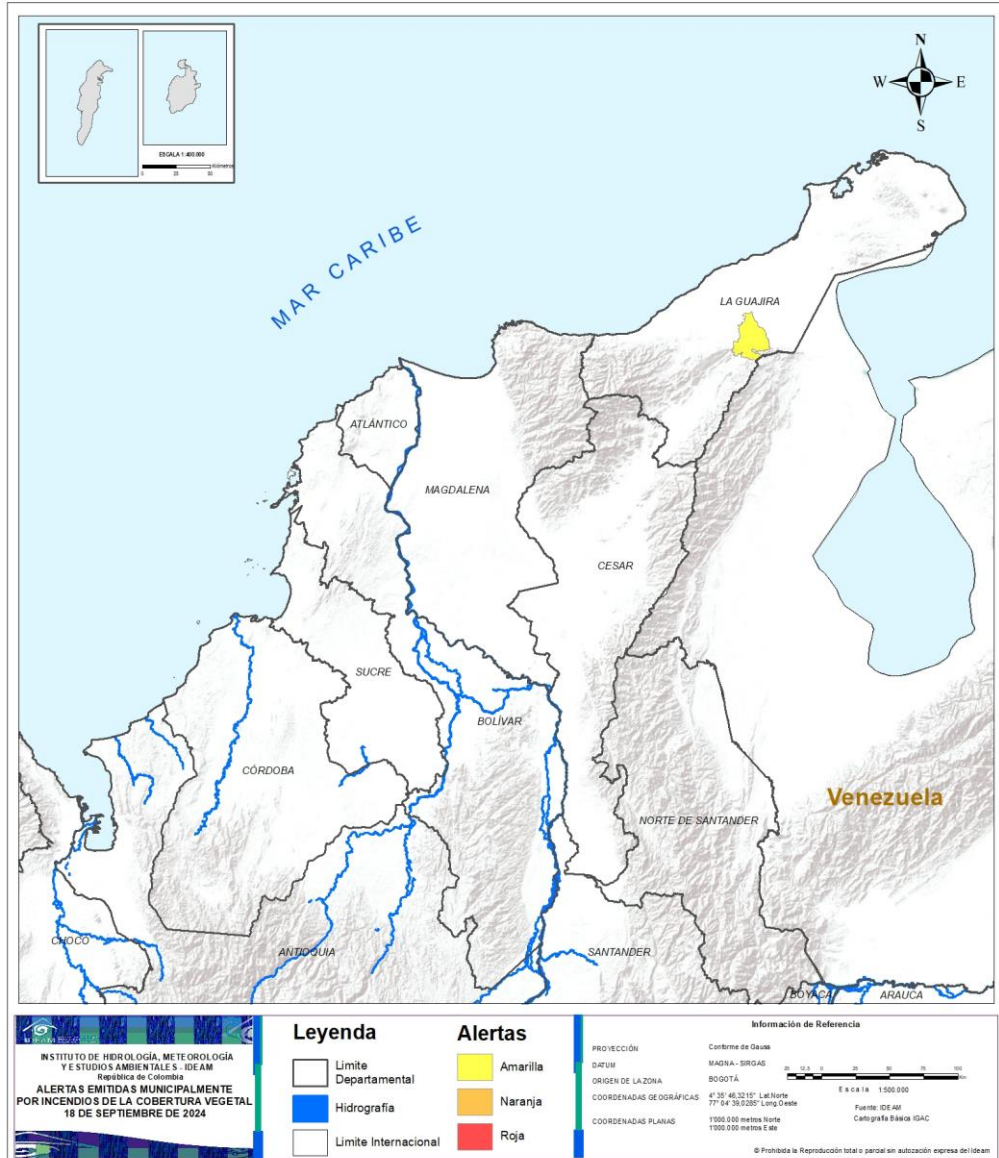 N
W E
S
ESCALA 1:400.000
MAR CARIBE
LA GUAJIRA
ATLÁNTICO
MAGDALENA
CESAR
SUCRE
BOLÍVAR
CÓRDOBA
Venezuela
NORTE DE SANTANDER
CHOCO
ANTIOQUIA
SANTANDER
BOYACÁ
ARAUCA
IDEAM
INSTITUTO DE HIDROLOGÍA, METEOROLOGÍA
Y ESTUDIOS AMBIENTALES - IDEAM
República de Colombia
ALERTAS EMITIDAS MUNICIPALMENTE
POR INCENDIOS DE LA COBERTURA VEGETAL
18 DE SEPTIEMBRE DE 2024
Leyenda
Limite
Departamental
Hidrografía
Limite Internacional
Alertas
Amarilla
Naranja
Roja
Información de Referencia
PROYECCIÓN Conforme de Gauss
DATUM MAGNA - SIRGAS
ORIGEN DE LA ZONA BOGOTÁ
COORDENADAS GEOGRÁFICAS 4° 35' 46,3215" Lat.Norte
77° 04' 39,0285" Long.Oeste
COORDENADAS PLANAS 1'000.000 metros Norte
1'000.000 metros Este
Escala 1:500.000
Fuente: IDEAM
Cartografía Básica IGAC
© Prohibida la Reproducción total o parcial sin autozación expresa del Ideam